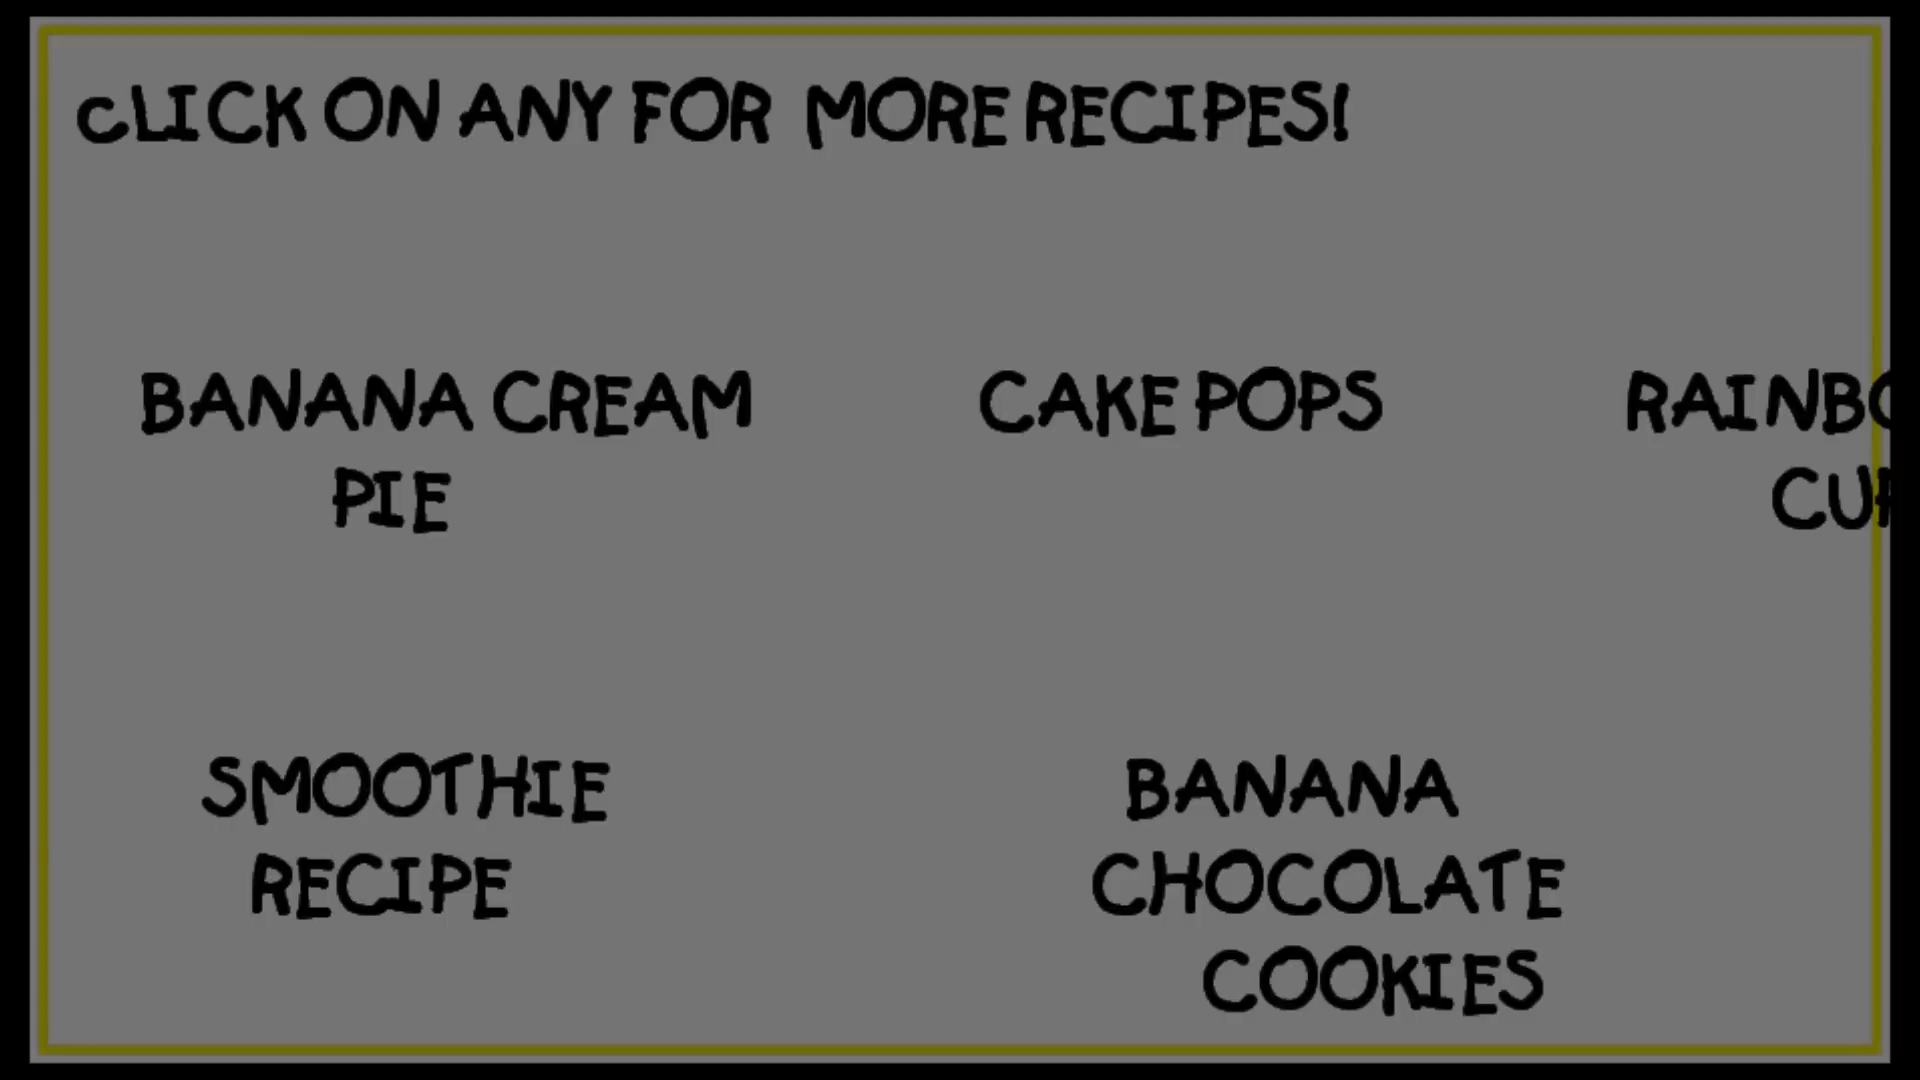 cLICK ON ANY FOR MORE RECIPES!
BANANA CREAM
PIE
CAKE POPS
SMOOTHIE
RECIPE
BANANA
CHOCOLATE
COOKIES